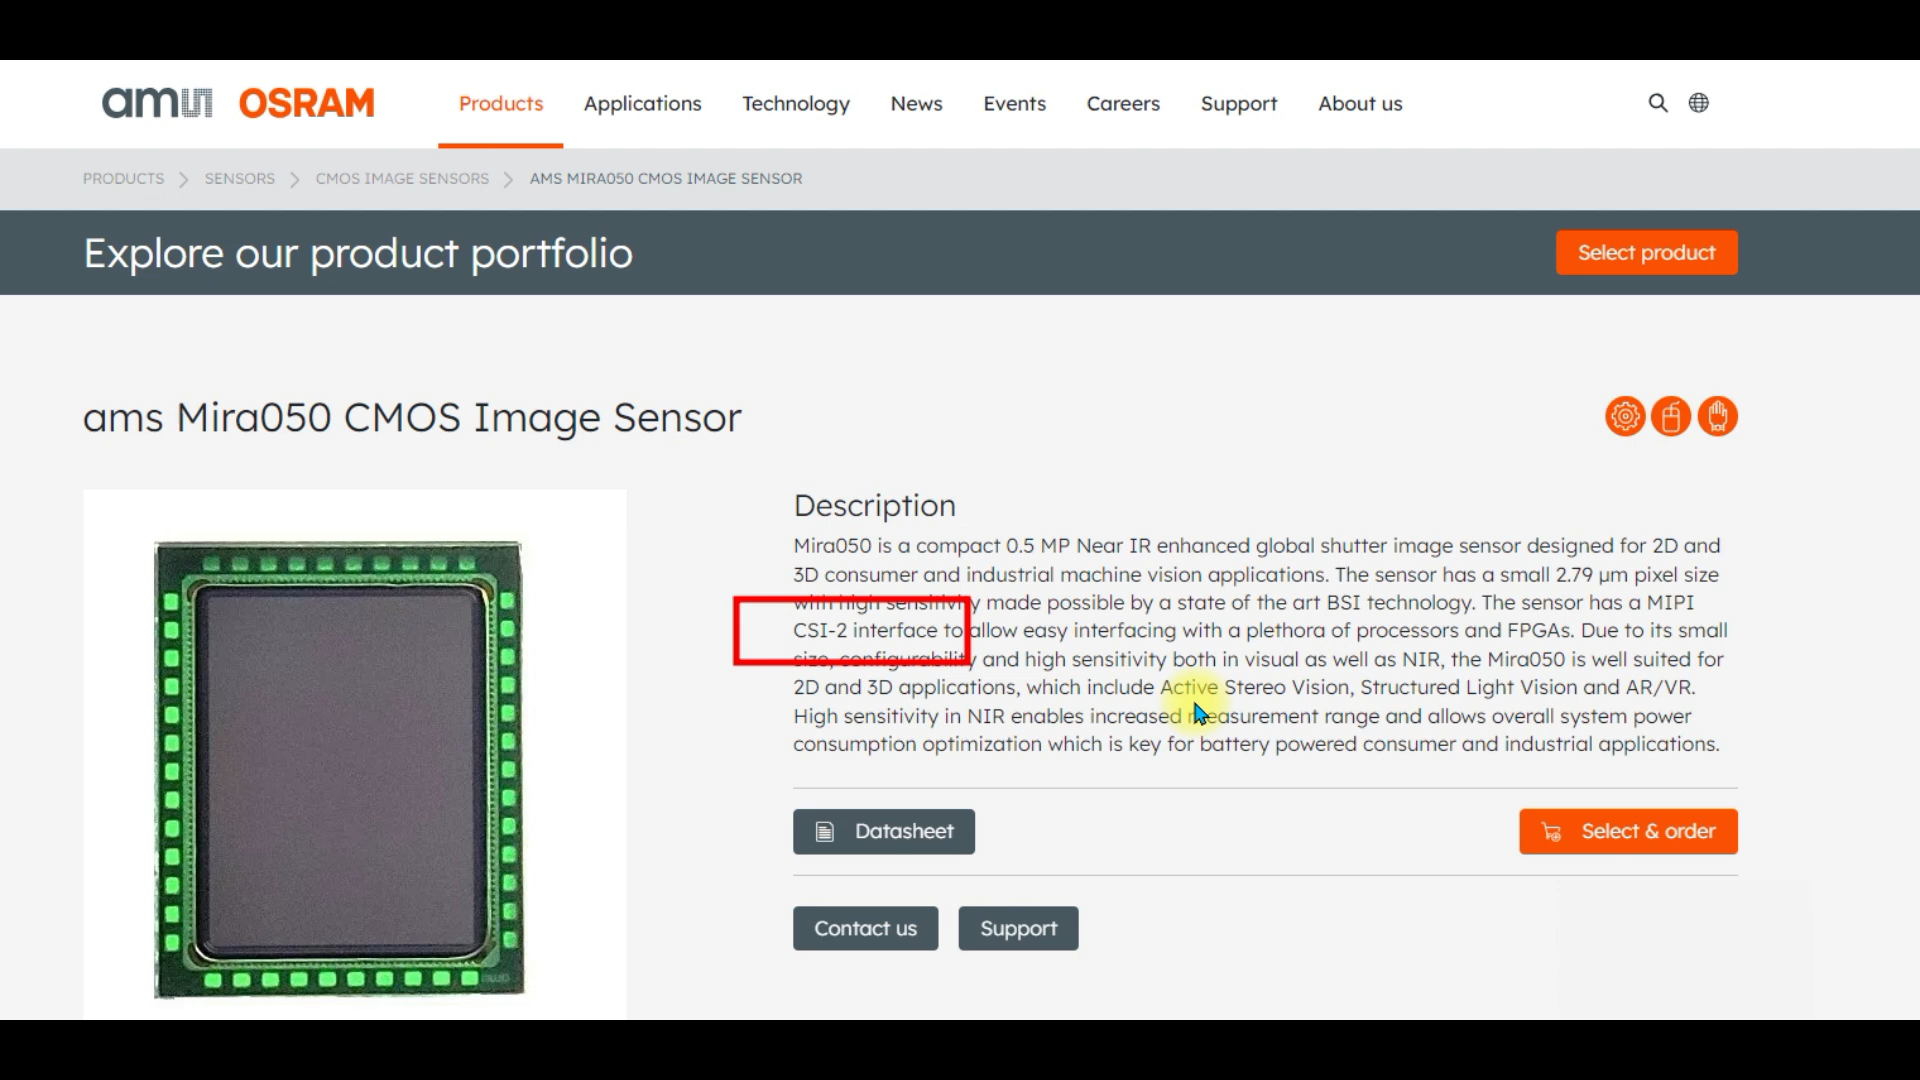 amu OSRAM
Products Applications Technology News Events Careers Support About us
PRODUCTS SENSORS CMOS IMAGE SENSORS AMS MIRA050 CMOS IMAGE SENSOR
Explore our product portfolio
Select product
ams Mira050 CMOS Image Sensor
Description
Mira050 is a compact 0.5 MP Near IR enhanced global shutter image sensor designed for 2D and
3D consumer and industrial machine vision applications. The sensor has a small 2.79 µm pixel size
with high sensitivity made possible by a state of the art BSI technology. The sensor has a MIPI
CSI-2 interface to allow easy interfacing with a plethora of processors and FPGAs. Due to its small
size, configurability and high sensitivity both in visual as well as NIR, the Mira050 is well suited for
2D and 3D applications, which include Active Stereo Vision, Structured Light Vision and AR/VR.
High sensitivity in NIR enables increased measurement range and allows overall system power
consumption optimization which is key for battery powered consumer and industrial applications.
Datasheet
Select & order
Contact us
Support